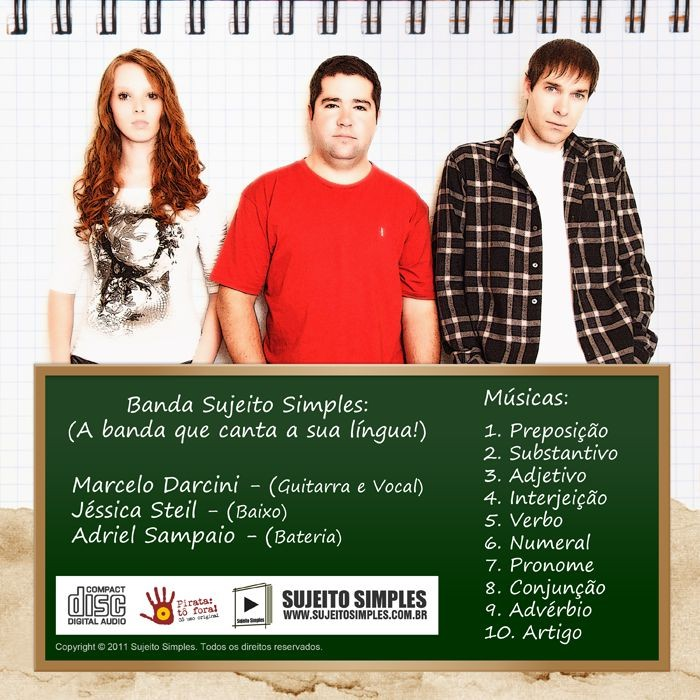 Banda Sujeito Simples:
(A banda que canta a sua língua!)
Marcelo Darcini - (Guitarra e Vocal)
Jéssica Steil - (Baixo)
Adriel Sampaio - (Bateria)
Músicas:
1. Preposição
2. Substantivo
3. Adjetivo
4. Interjeição
5. Verbo
6. Numeral
7. Pronome
8. Conjunção
9. Advérbio
10. Artigo
COMPACT
disc
DIGITAL AUDIO
Pirata:
tô fora!
Só uso original
Sujeito Simples
SUJEITO SIMPLES
WWW.SUJEITOSIMPLES.COM.BR
Copyright © 2011 Sujeito Simples. Todos os direitos reservados.